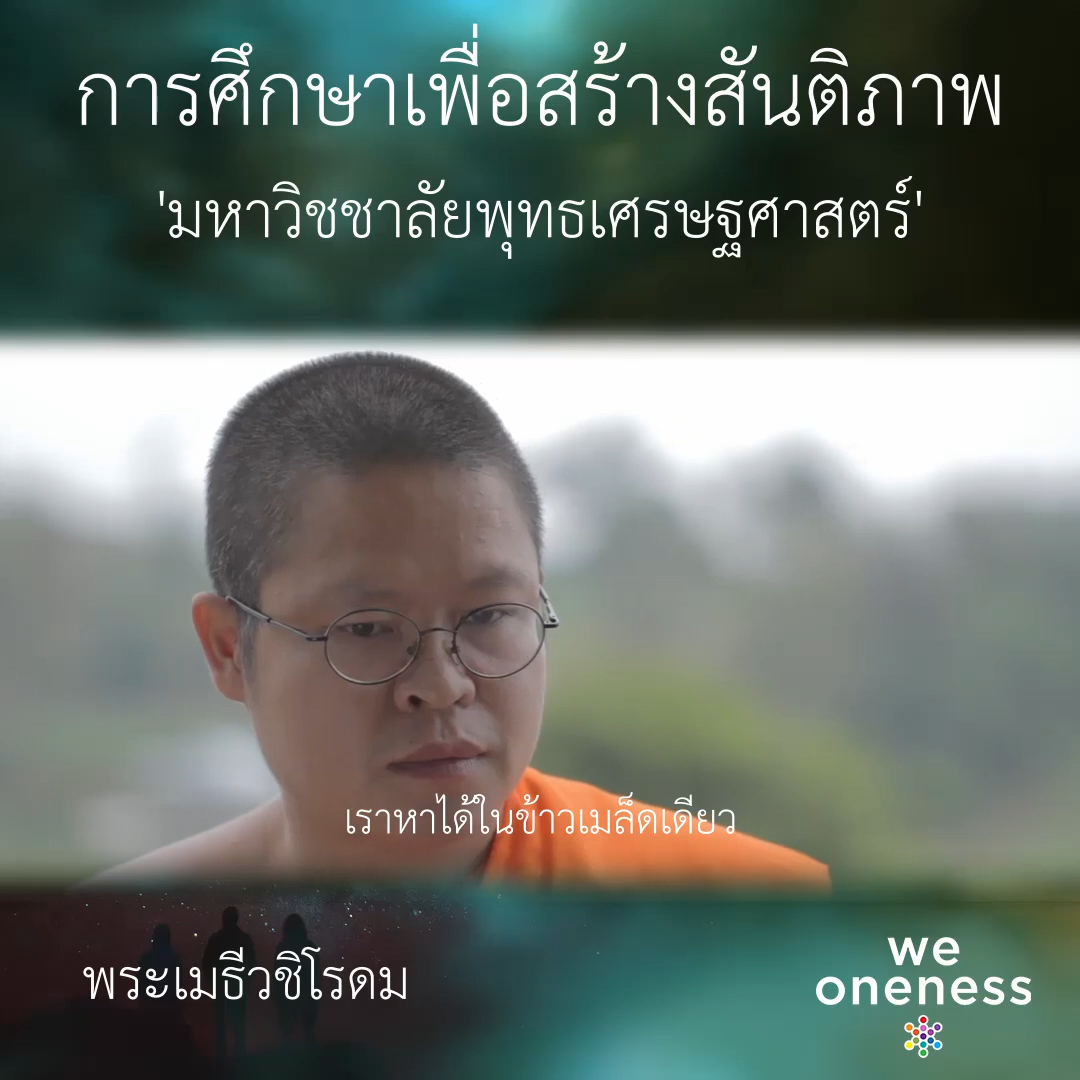 การศึกษาเพื่อสร้างสันติภาพ
'มหาวิชชาลัยพุทธเศรษฐศาสตร์'
เราหาได้ในข้าวเมล็ดเดียว
พระเมธีวชิโรดม
we
oneness